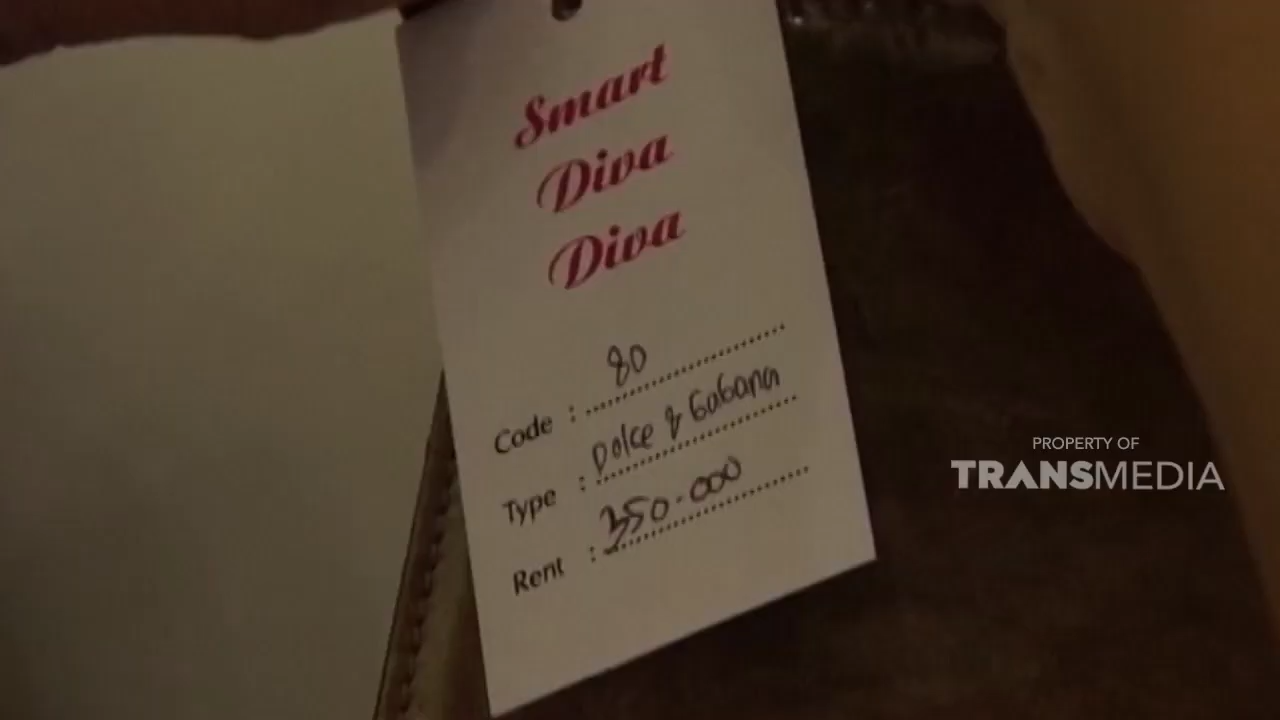 Smart
Diva
Diva
Code : 80
Type : Dolce & Gabana
Rent : 350.000
PROPERTY OF
TRANSMEDIA